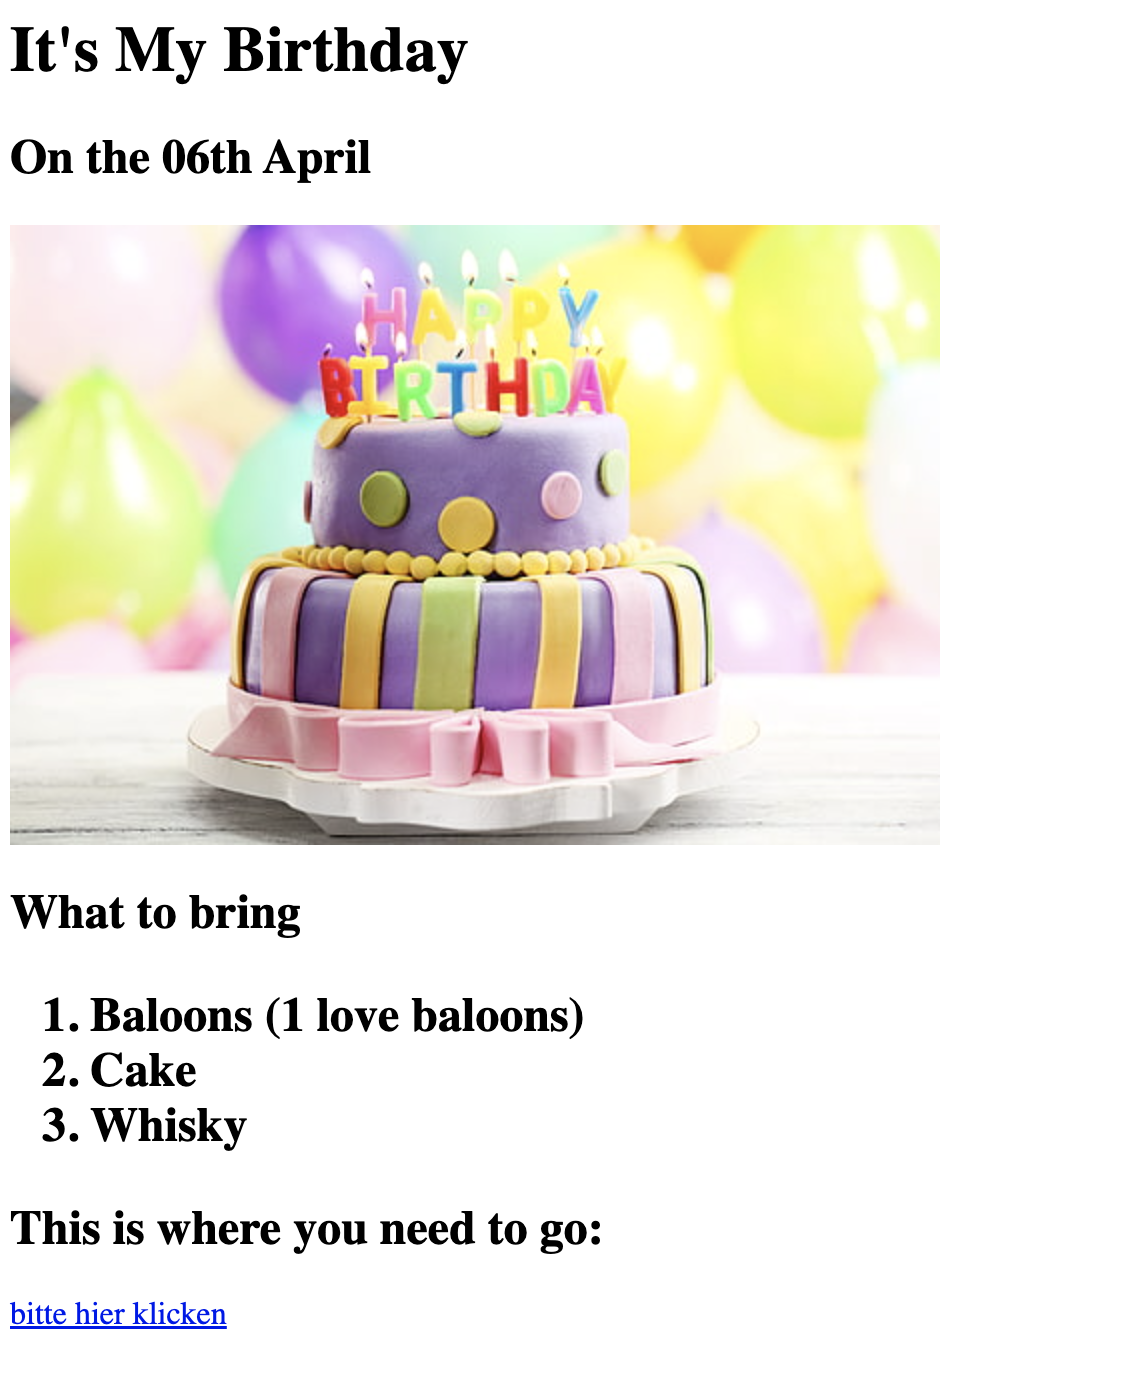 It's My Birthday
On the 06th April
HAPPY
BIRTHDAY
What to bring
1. Baloons (1 love baloons)
2. Cake
3. Whisky
This is where you need to go:
bitte hier klicken